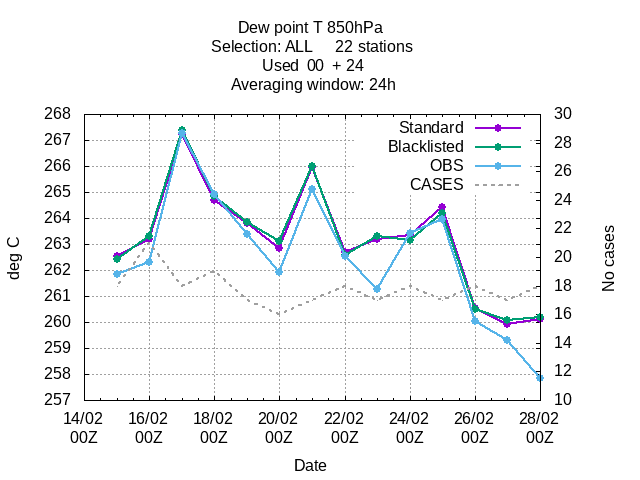 Dew point T 850hPa
Selection: ALL     22 stations
Used  00  + 24
Averaging window: 24h
268
267
266
265
264
263
262
261
260
259
258
257
30
28
26
24
22
20
18
16
14
12
10
deg C
No cases
Standard
Blacklisted
OBS
CASES
14/02 16/02 18/02 20/02 22/02 24/02 26/02 28/02
00Z 00Z 00Z 00Z 00Z 00Z 00Z 00Z
Date